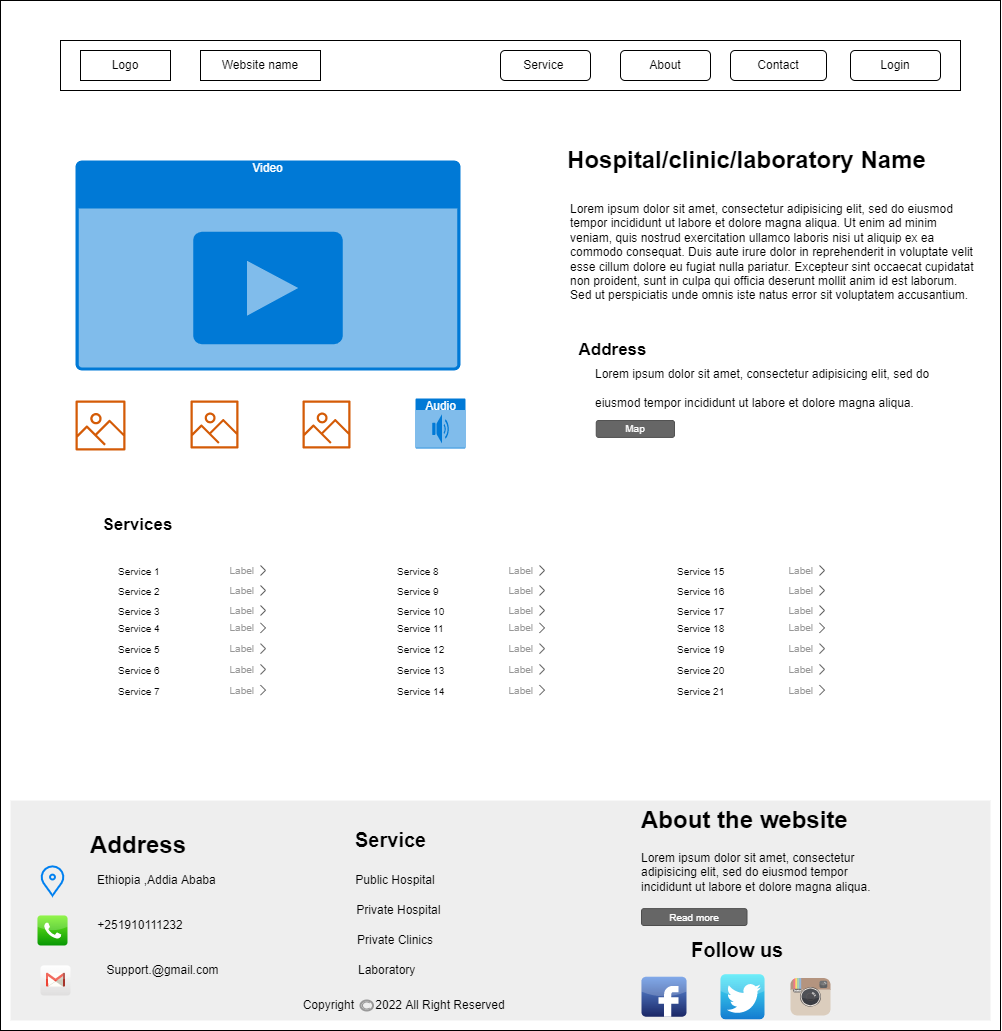 Logo
Website name
Service
About
Contact
Login
Video
Hospital/clinic/laboratory Name
Lorem ipsum dolor sit amet, consectetur adipisicing elit, sed do eiusmod
tempor incididunt ut labore et dolore magna aliqua. Ut enim ad minim
veniam, quis nostrud exercitation ullamco laboris nisi ut aliquip ex ea
commodo consequat. Duis aute irure dolor in reprehenderit in voluptate velit
esse cillum dolore eu fugiat nulla pariatur. Excepteur sint occaecat cupidatat
non proident, sunt in culpa qui officia deserunt mollit anim id est laborum.
Sed ut perspiciatis unde omnis iste natus error sit voluptatem accusantium.
Address
Lorem ipsum dolor sit amet, consectetur adipisicing elit, sed do
eiusmod tempor incididunt ut labore et dolore magna aliqua.
Map
Audio
Services
Service 1 Label
Service 2 Label
Service 3 Label
Service 4 Label
Service 5 Label
Service 6 Label
Service 7 Label
Service 8 Label
Service 9 Label
Service 10 Label
Service 11 Label
Service 12 Label
Service 13 Label
Service 14 Label
Service 15 Label
Service 16 Label
Service 17 Label
Service 18 Label
Service 19 Label
Service 20 Label
Service 21 Label
Address
Ethiopia ,Addia Ababa
+251910111232
Support.@gmail.com
Service
Public Hospital
Private Hospital
Private Clinics
Laboratory
Copyright ©2022 All Right Reserved
About the website
Lorem ipsum dolor sit amet, consectetur
adipisicing elit, sed do eiusmod tempor
incididunt ut labore et dolore magna aliqua.
Read more
Follow us